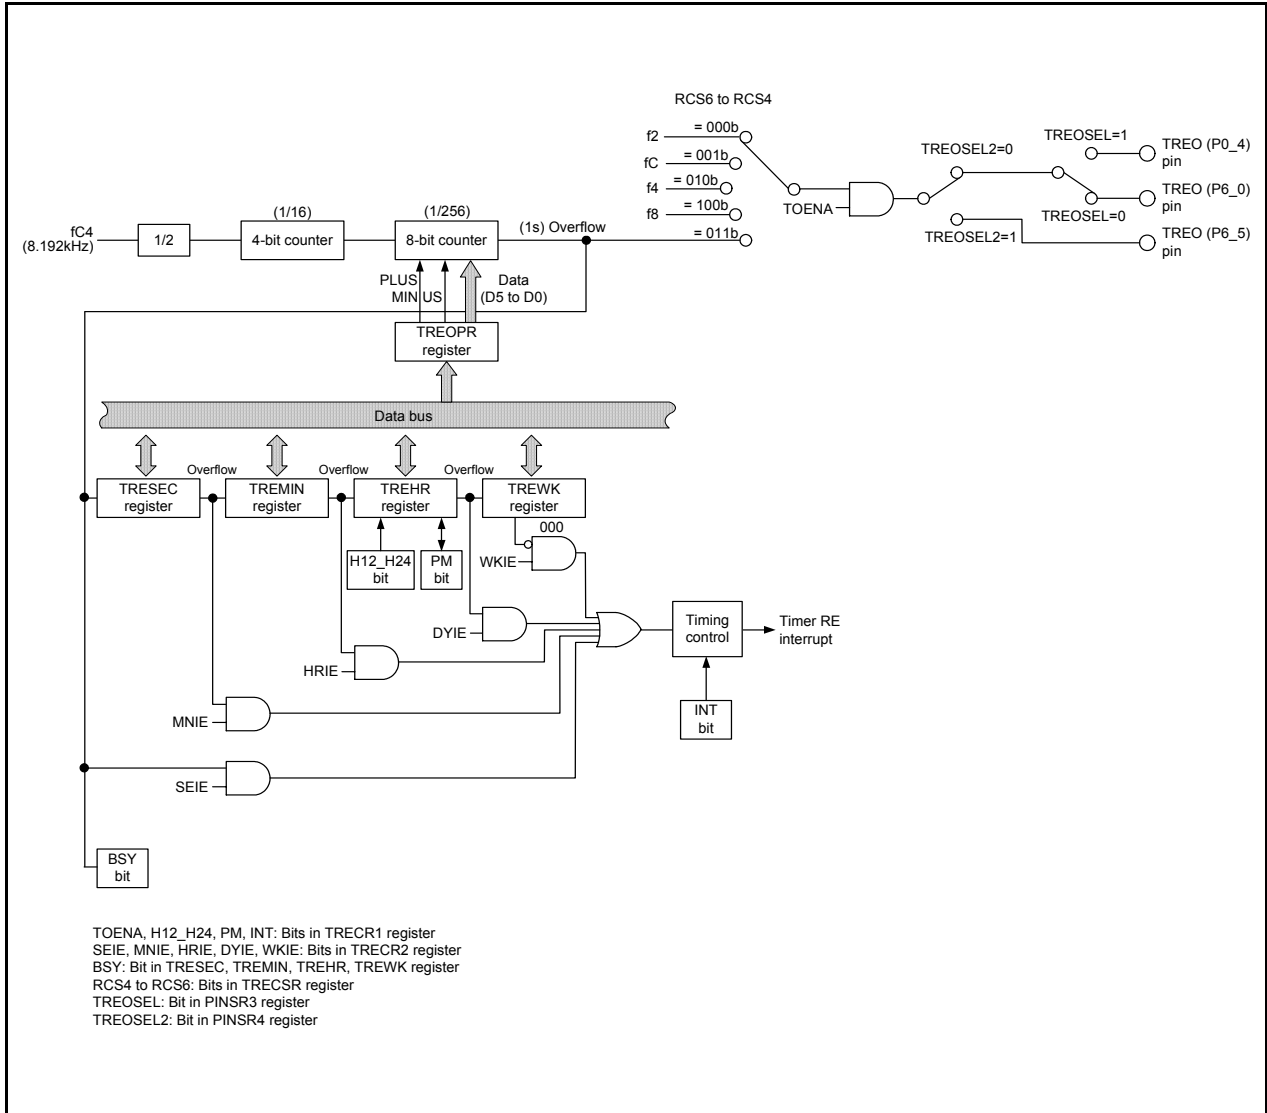 RCS6 to RCS4
f2
= 000b
fC
= 001b
f4
= 010b
f8
= 100b
= 011b
TOENA
TREOSEL2=0
TREOSEL2=1
TREOSEL=1
TREOSEL=0
TREO (P0_4)
pin
TREO (P6_0)
pin
TREO (P6_5)
pin
fC4
(8.192kHz)
1/2
(1/16)
4-bit counter
(1/256)
8-bit counter
(1s) Overflow
PLUS
MIN US
Data
(D5 to D0)
TREOPR
register
Data bus
TRESEC
register
Overflow
TREMIN
register
Overflow
TREHR
register
Overflow
TREWK
register
H12_H24
bit
PM
bit
000
WKIE
DYIE
HRIE
MNIE
SEIE
Timing
control
Timer RE
interrupt
INT
bit
BSY
bit
TOENA, H12_H24, PM, INT: Bits in TRECR1 register
SEIE, MNIE, HRIE, DYIE, WKIE: Bits in TRECR2 register
BSY: Bit in TRESEC, TREMIN, TREHR, TREWK register
RCS4 to RCS6: Bits in TRECSR register
TREOSEL: Bit in PINSR3 register
TREOSEL2: Bit in PINSR4 register